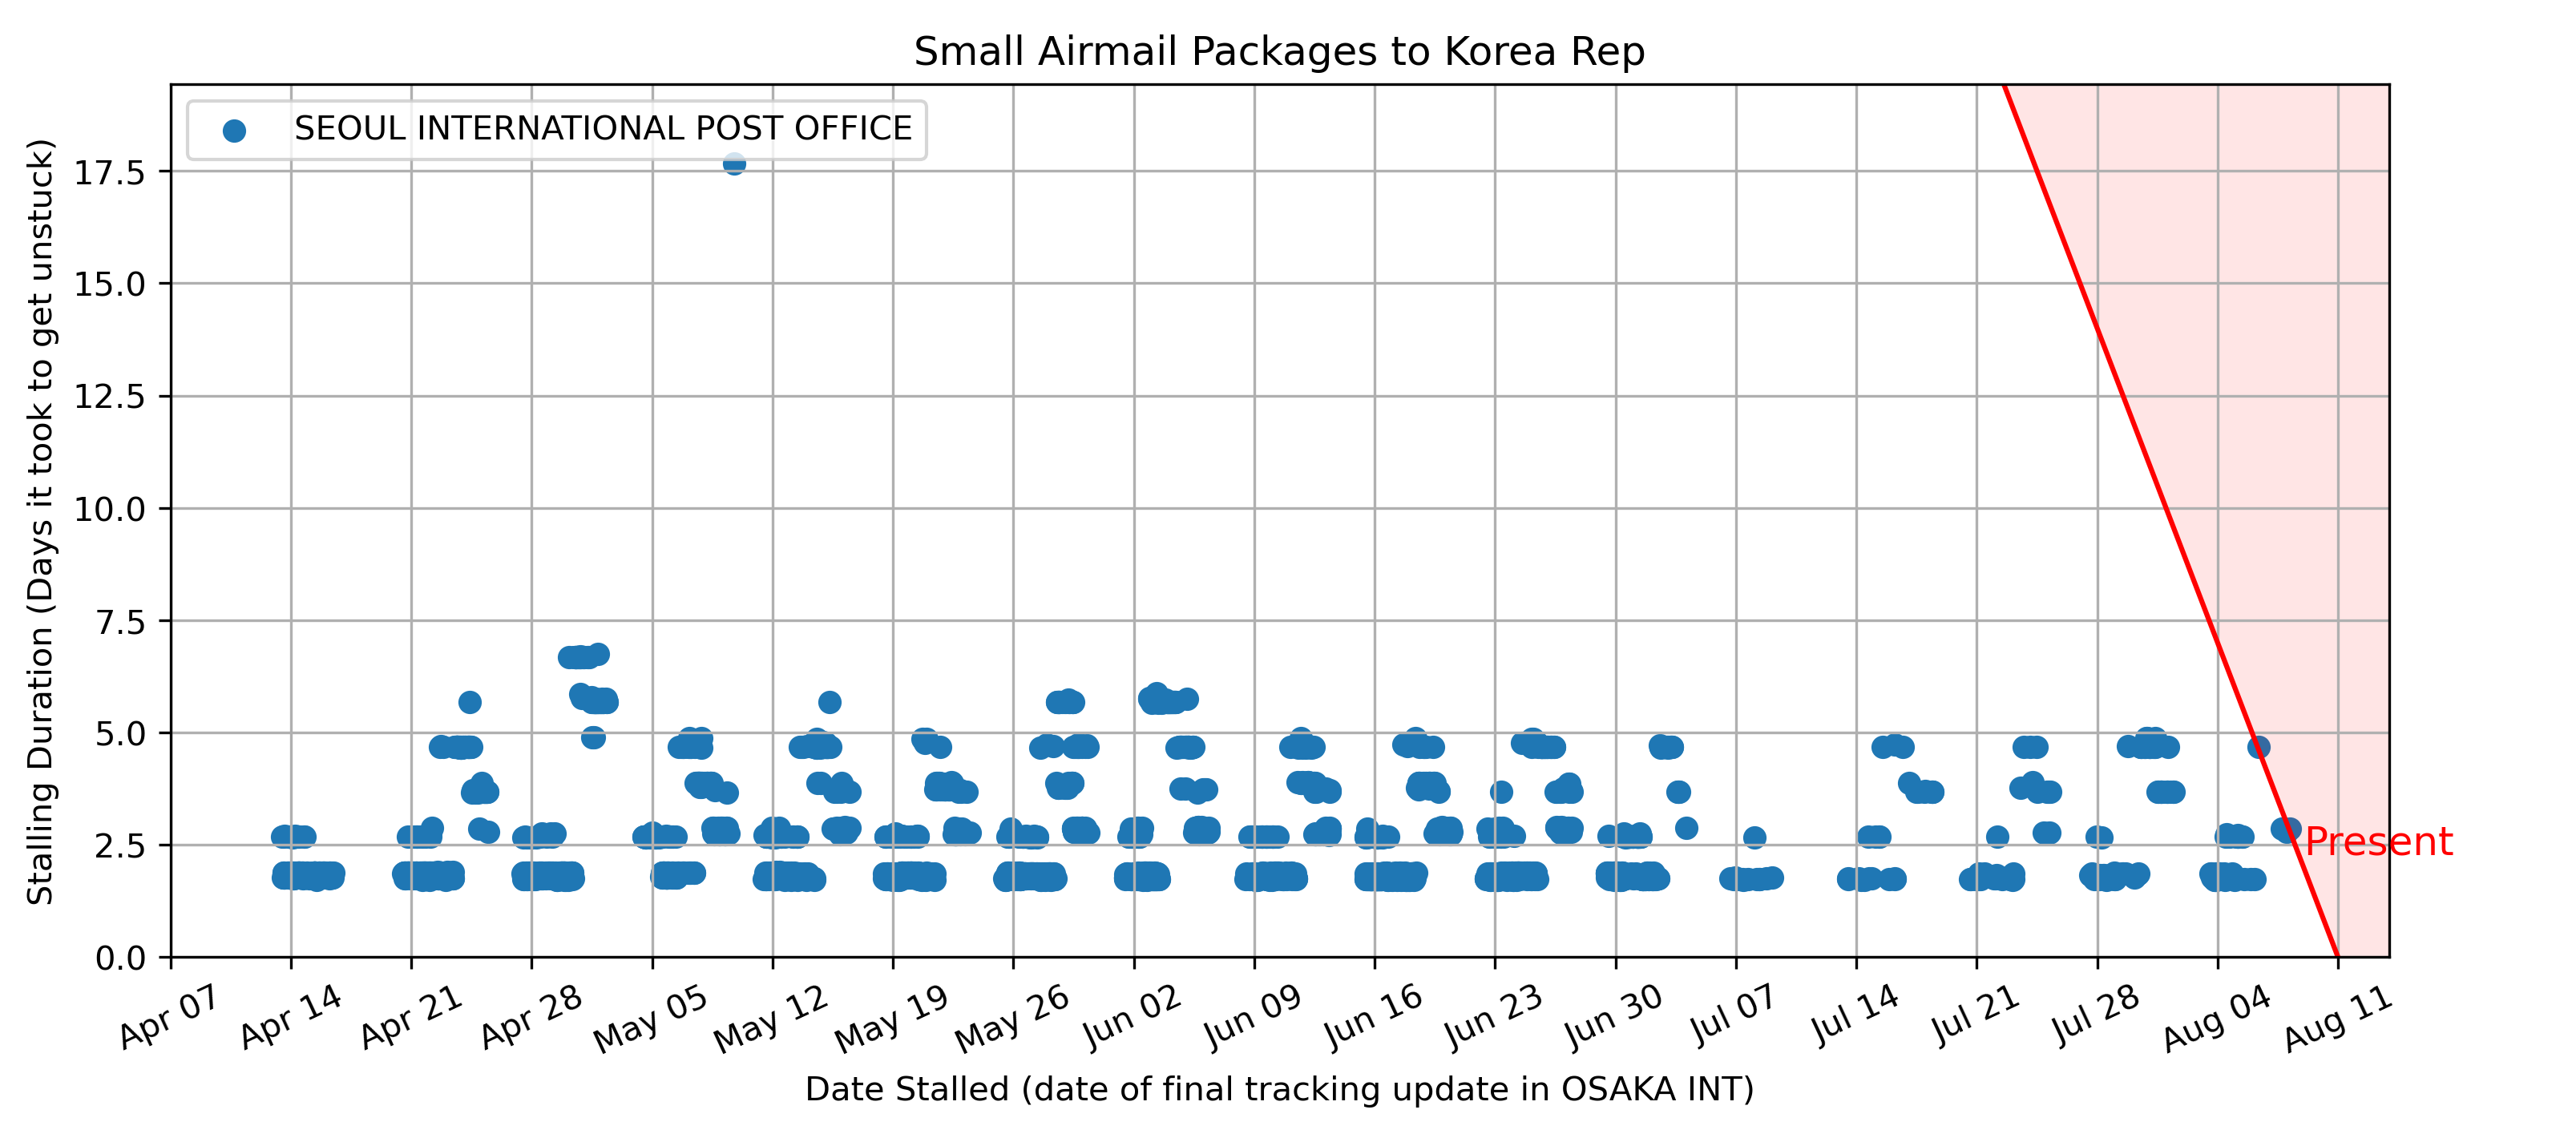 Small Airmail Packages to Korea Rep
SEOUL INTERNATIONAL POST OFFICE
Stalling Duration (Days it took to get unstuck)
17.5
15.0
12.5
10.0
7.5
5.0
2.5
0.0
Present
Apr 07
Apr 14
Apr 21
Apr 28
May 05
May 12
May 19
May 26
Jun 02
Jun 09
Jun 16
Jun 23
Jun 30
Jul 07
Jul 14
Jul 21
Jul 28
Aug 04
Aug 11
Date Stalled (date of final tracking update in OSAKA INT)